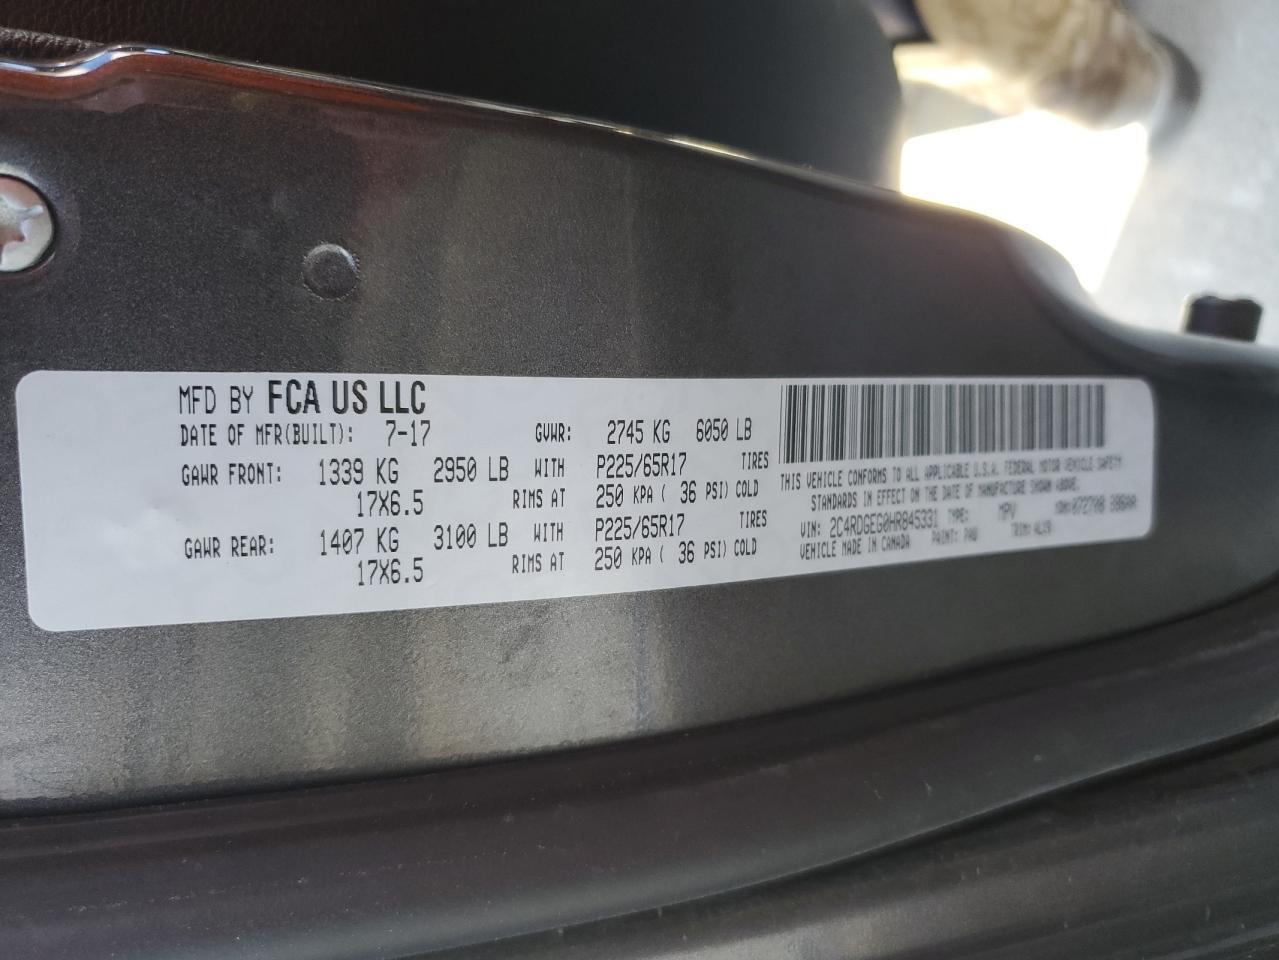 MFD BY FCA US LLC
DATE OF MFR(BUILT): 7-17 GVWR: 2745 KG 6050 LB
GAWR FRONT: 1339 KG 2950 LB WITH P225/65R17 TIRES
17X6.5 RIMS AT 250 KPA ( 36 PSI) COLD
GAWR REAR: 1407 KG 3100 LB WITH P225/65R17 TIRES
17X6.5 RIMS AT 250 KPA ( 36 PSI) COLD
THIS VEHICLE CONFORMS TO ALL APPLICABLE U.S.A. FEDERAL MOTOR VEHICLE SAFETY
STANDARDS IN EFFECT ON THE DATE OF MANUFACTURE SHOWN ABOVE.
VIN: 2C4RDGEG0HR845331 TYPE: MPV MDH:072708
VEHICLE MADE IN CANADA PAINT: PAU TRIM: